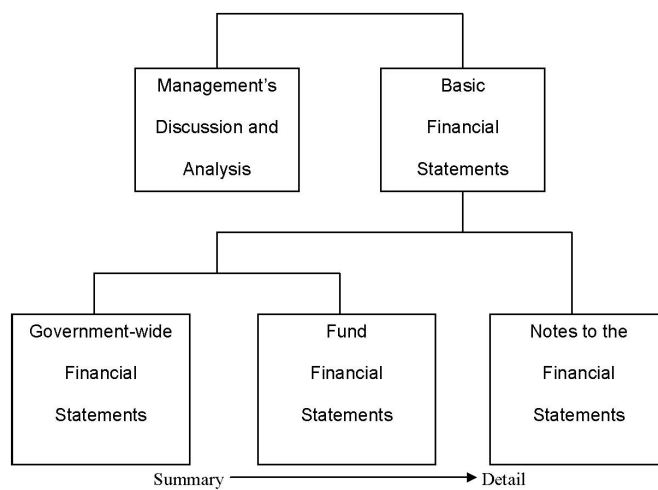 Management's
Discussion and
Analysis
Basic
Financial
Statements
Government-wide
Financial
Statements
Fund
Financial
Statements
Notes to the
Financial
Statements
Summary
Detail